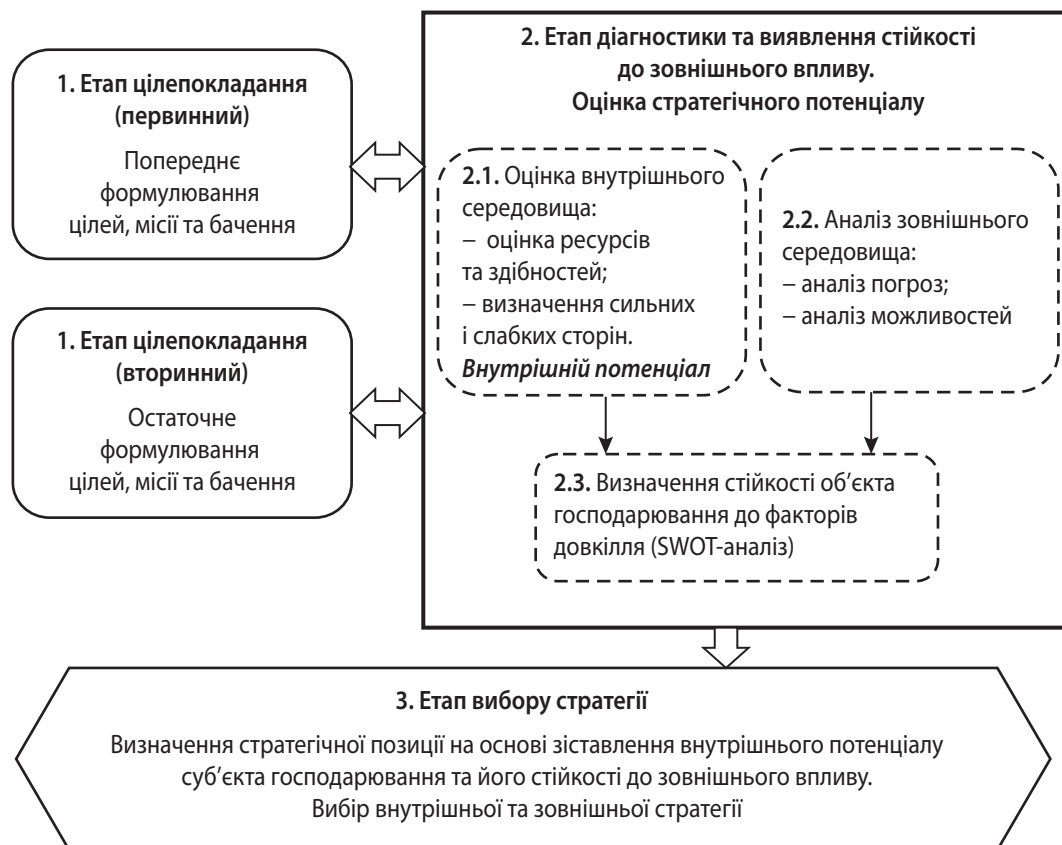 1. Етап цілепокладання
(первинний)
Попереднє
формулювання
цілей, місії та бачення
1. Етап цілепокладання
(вторинний)
Остаточне
формулювання
цілей, місії та бачення
2. Етап діагностики та виявлення стійкості
до зовнішнього впливу.
Оцінка стратегічного потенціалу
2.1. Оцінка внутрішнього
середовища:
– оцінка ресурсів
та здібностей;
– визначення сильних
і слабких сторін.
Внутрішній потенціал
2.2. Аналіз зовнішнього
середовища:
– аналіз погроз;
– аналіз можливостей
2.3. Визначення стійкості об’єкта
господарювання до факторів
довкілля (SWOT-аналіз)
3. Етап вибору стратегії
Визначення стратегічної позиції на основі зіставлення внутрішнього потенціалу
суб’єкта господарювання та його стійкості до зовнішнього впливу.
Вибір внутрішньої та зовнішньої стратегії